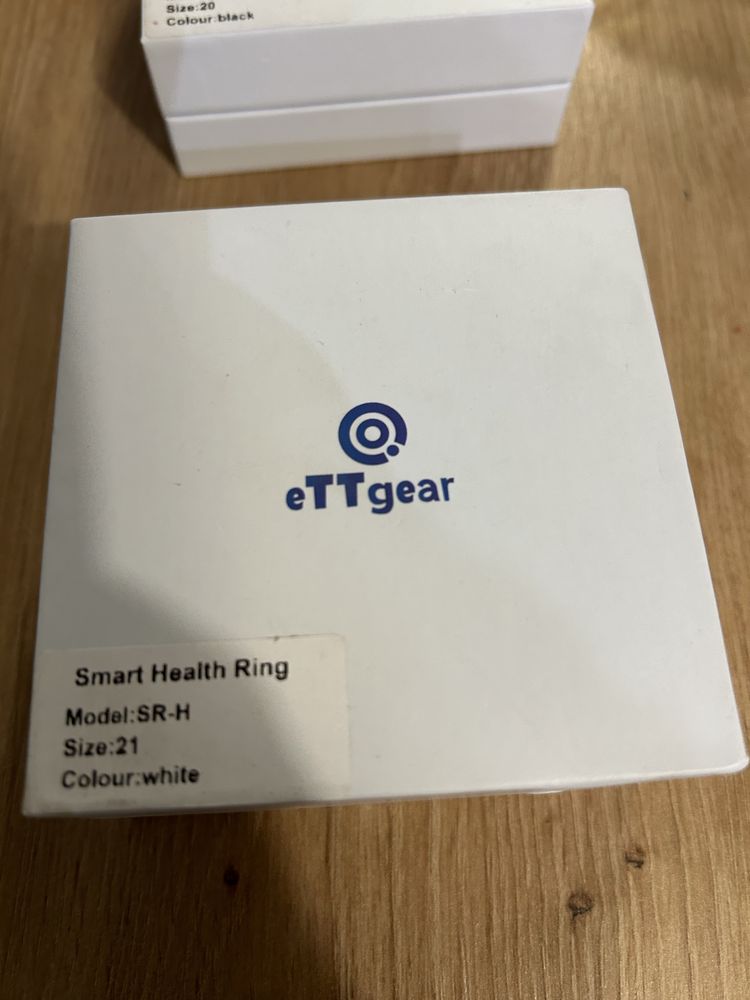 Size:20
Colour:black
eTTgear
Smart Health Ring
Model:SR-H
Size:21
Colour:white